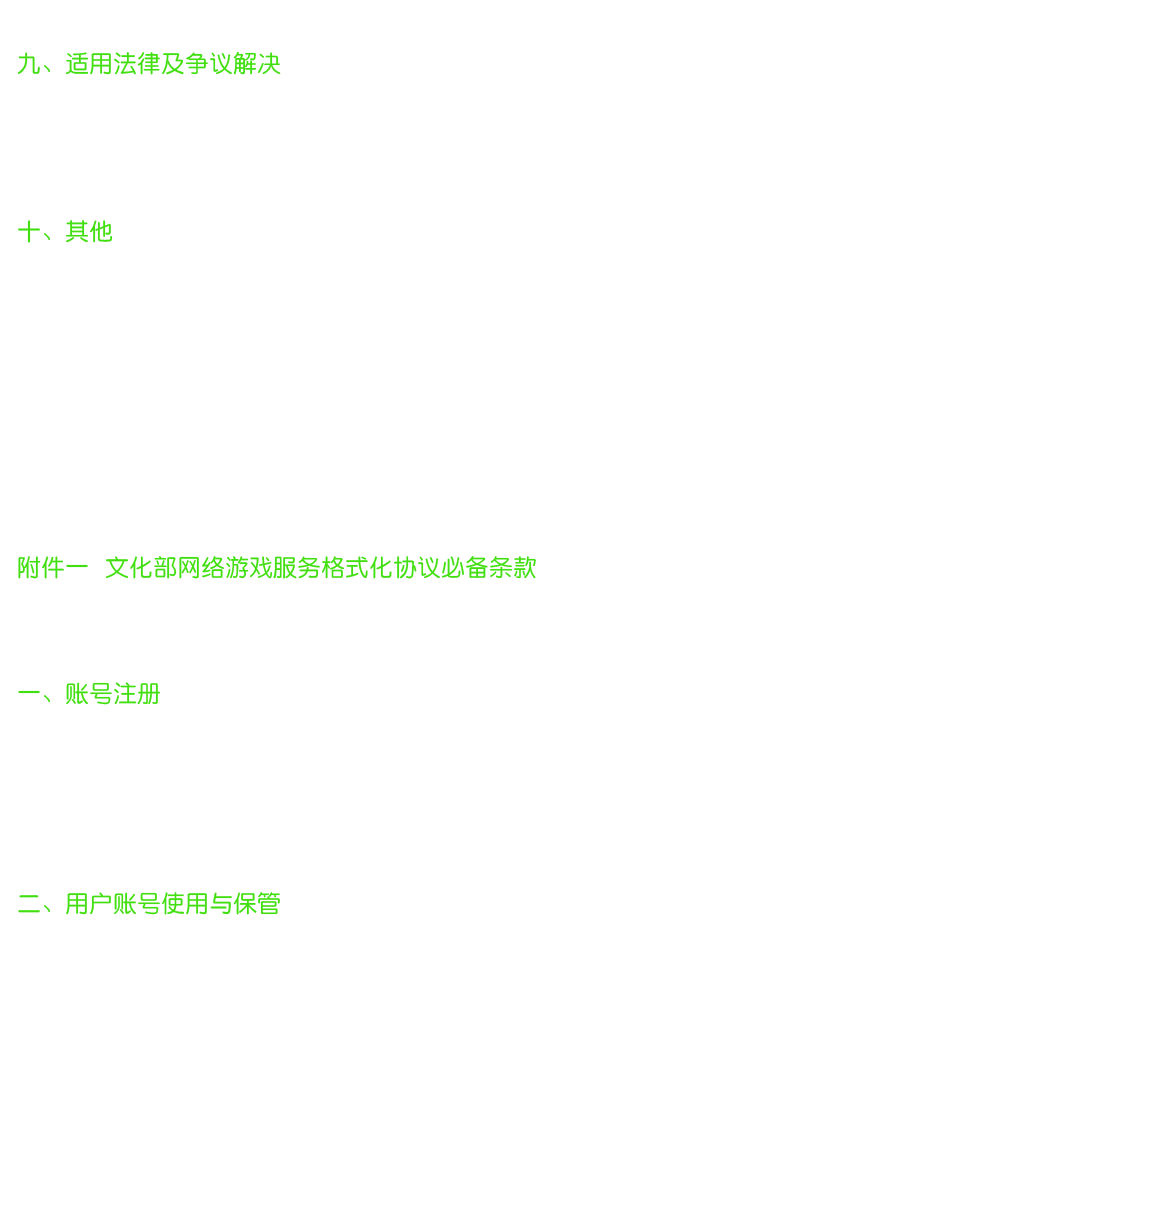 九、适用法律及争议解决
十、其他
附件一 文化部网络游戏服务格式化协议必备条款
一、账号注册
二、用户账号使用与保管